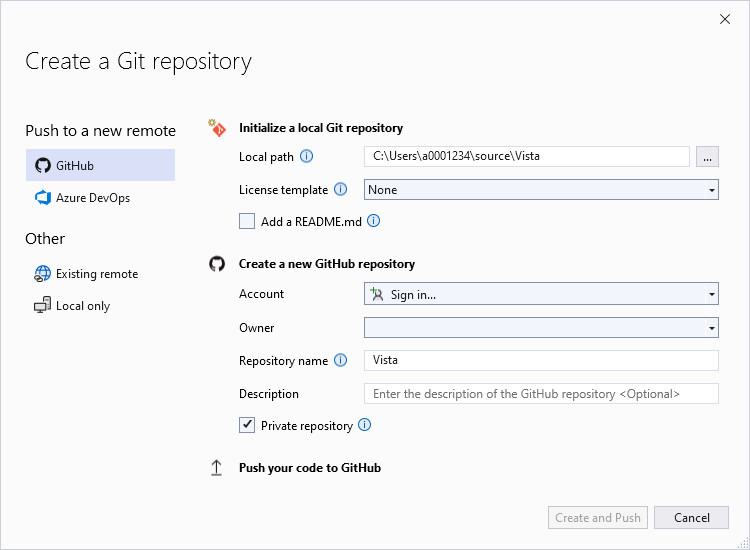 Create a Git repository
Push to a new remote
GitHub
Azure DevOps
Other
Existing remote
Local only
Initialize a local Git repository
Local path
C:\Users\a0001234\source\Vista
...
License template
None
Add a README.md
Create a new GitHub repository
Account
Sign in...
Owner
Repository name
Vista
Description
Enter the description of the GitHub repository <Optional>
Private repository
Push your code to GitHub
Create and Push
Cancel